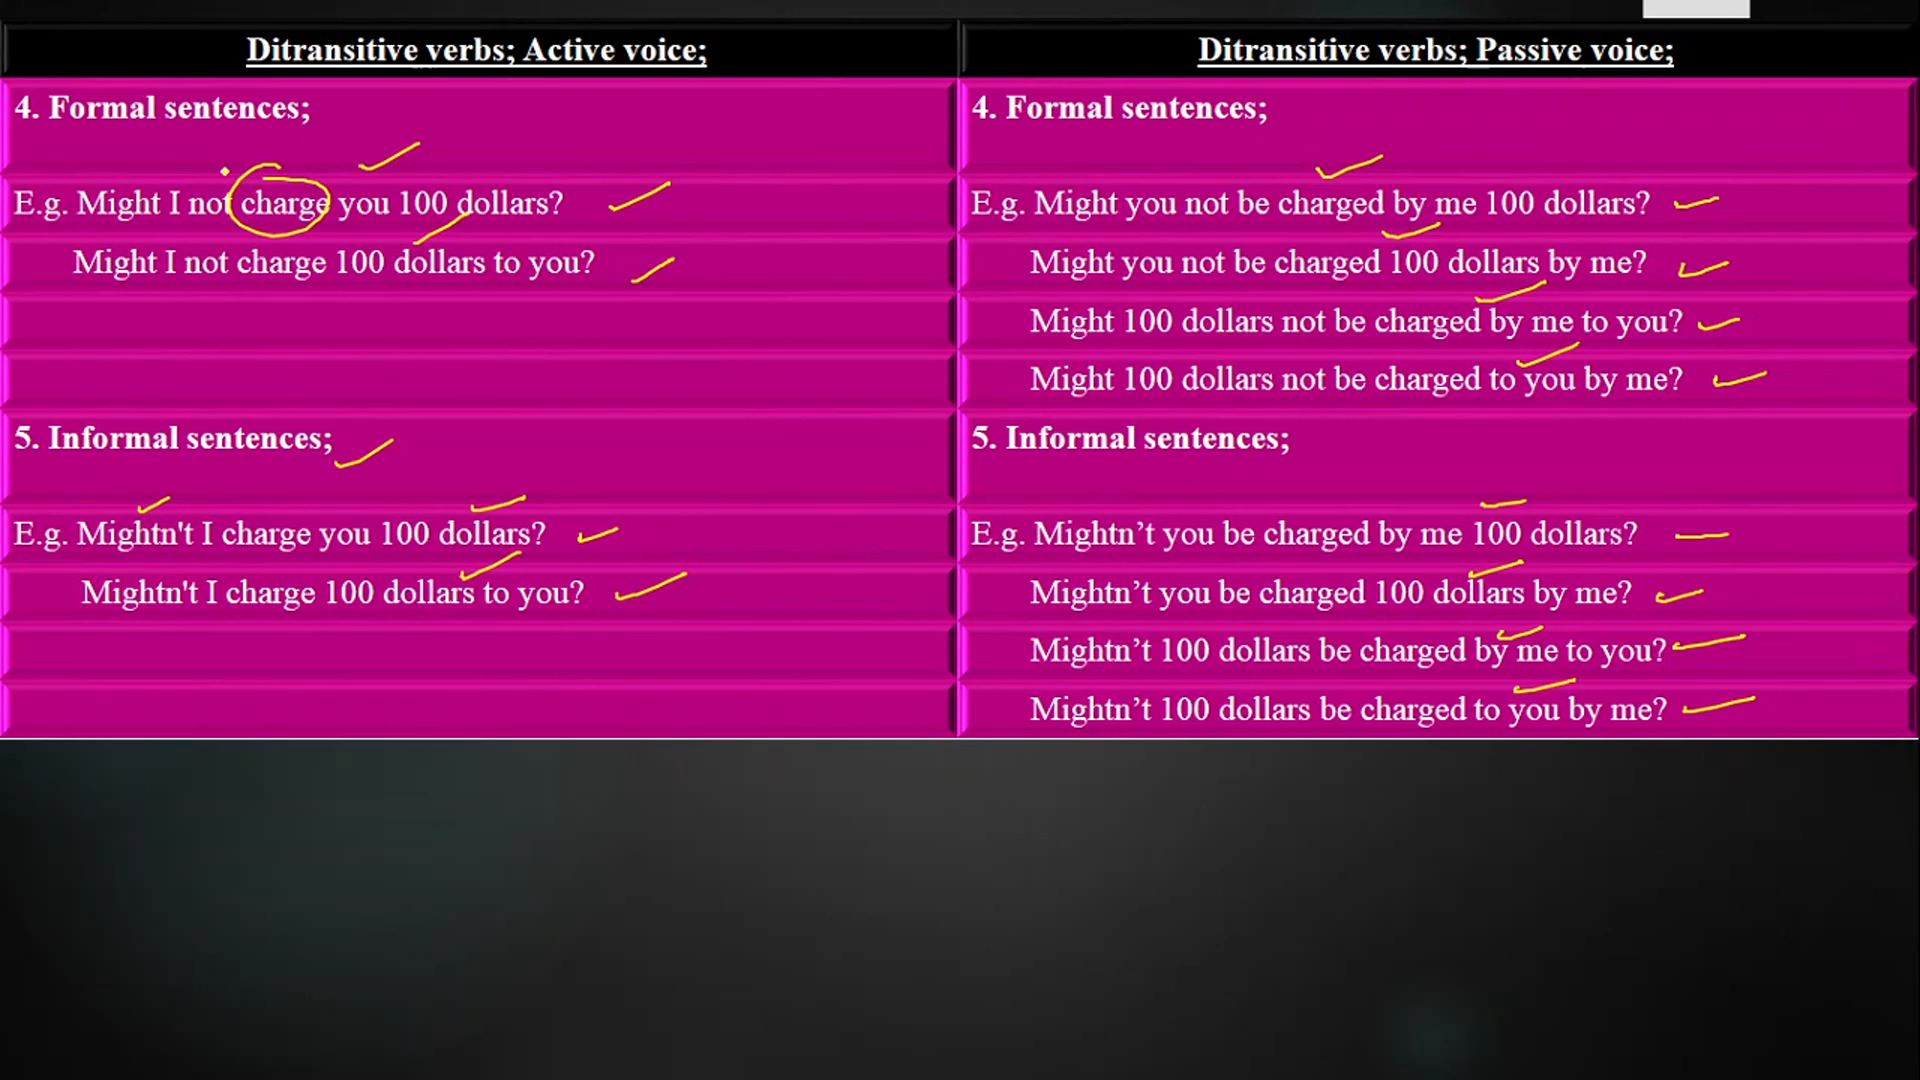 Ditransitive verbs; Active voice;
4. Formal sentences;
E.g. Might I not charge you 100 dollars?
Might I not charge 100 dollars to you?
5. Informal sentences;
E.g. Mightn't I charge you 100 dollars?
Mightn't I charge 100 dollars to you?
Ditransitive verbs; Passive voice;
4. Formal sentences;
E.g. Might you not be charged by me 100 dollars?
Might you not be charged 100 dollars by me?
Might 100 dollars not be charged by me to you?
Might 100 dollars not be charged to you by me?
5. Informal sentences;
E.g. Mightn’t you be charged by me 100 dollars?
Mightn’t you be charged 100 dollars by me?
Mightn’t 100 dollars be charged by me to you?
Mightn’t 100 dollars be charged to you by me?